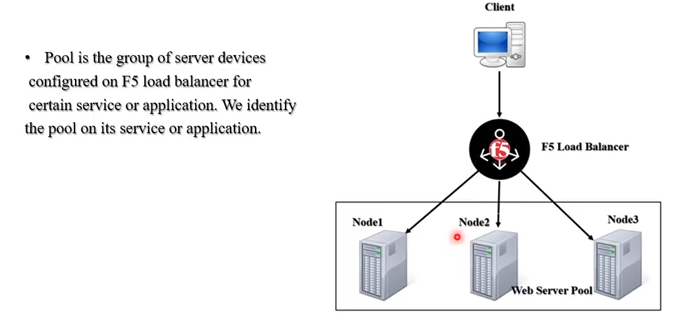 • Pool is the group of server devices
configured on F5 load balancer for
certain service or application. We identify
the pool on its service or application.
Client
f5
F5 Load Balancer
Node1
Node2
Node3
Web Server Pool